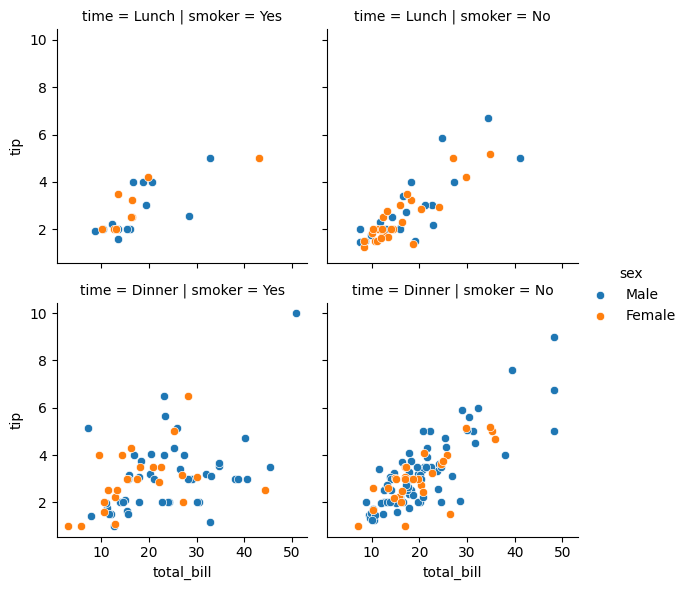 time = Lunch | smoker = Yes
time = Lunch | smoker = No
10
8
6
4
2
tip
time = Dinner | smoker = Yes
time = Dinner | smoker = No
10
8
6
4
2
tip
10 20 30 40 50
10 20 30 40 50
total_bill
total_bill
sex
Male
Female